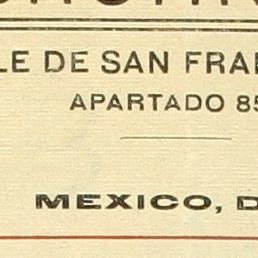 LE DE SAN FRA
APARTADO 85
MEXICO, D